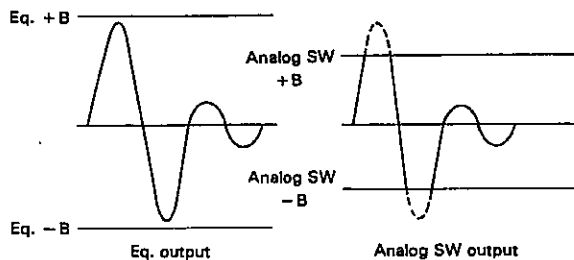 Eq. +B
Analog SW
+B
Analog SW
−B
Eq. −B
Eq. output
Analog SW output